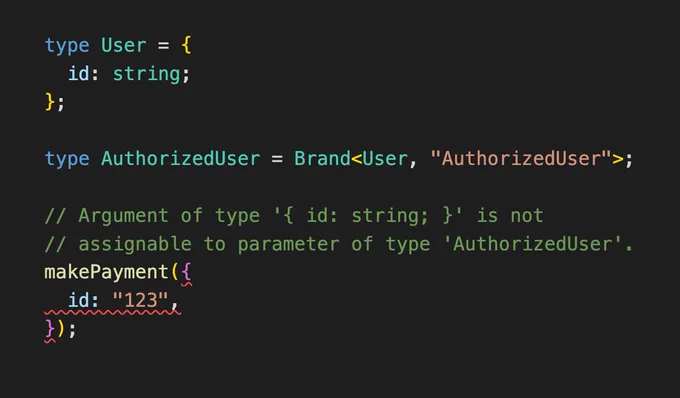 type User = {
  id: string;
};
type AuthorizedUser = Brand<User, "AuthorizedUser">;
// Argument of type '{ id: string; }' is not
// assignable to parameter of type 'AuthorizedUser'.
makePayment({
  id: "123",
});